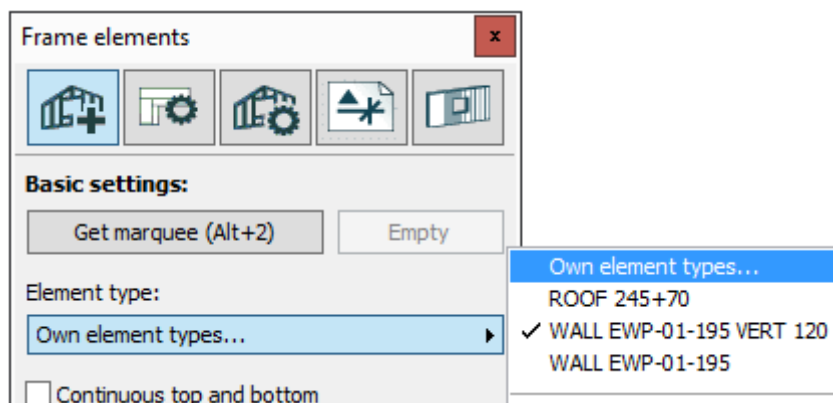 Frame elements
x
Basic settings:
Get marquee (Alt+2)
Empty
Element type:
Own element types...
Continuous top and bottom
Own element types...
ROOF 245+70
✓ WALL EWP-01-195 VERT 120
WALL EWP-01-195